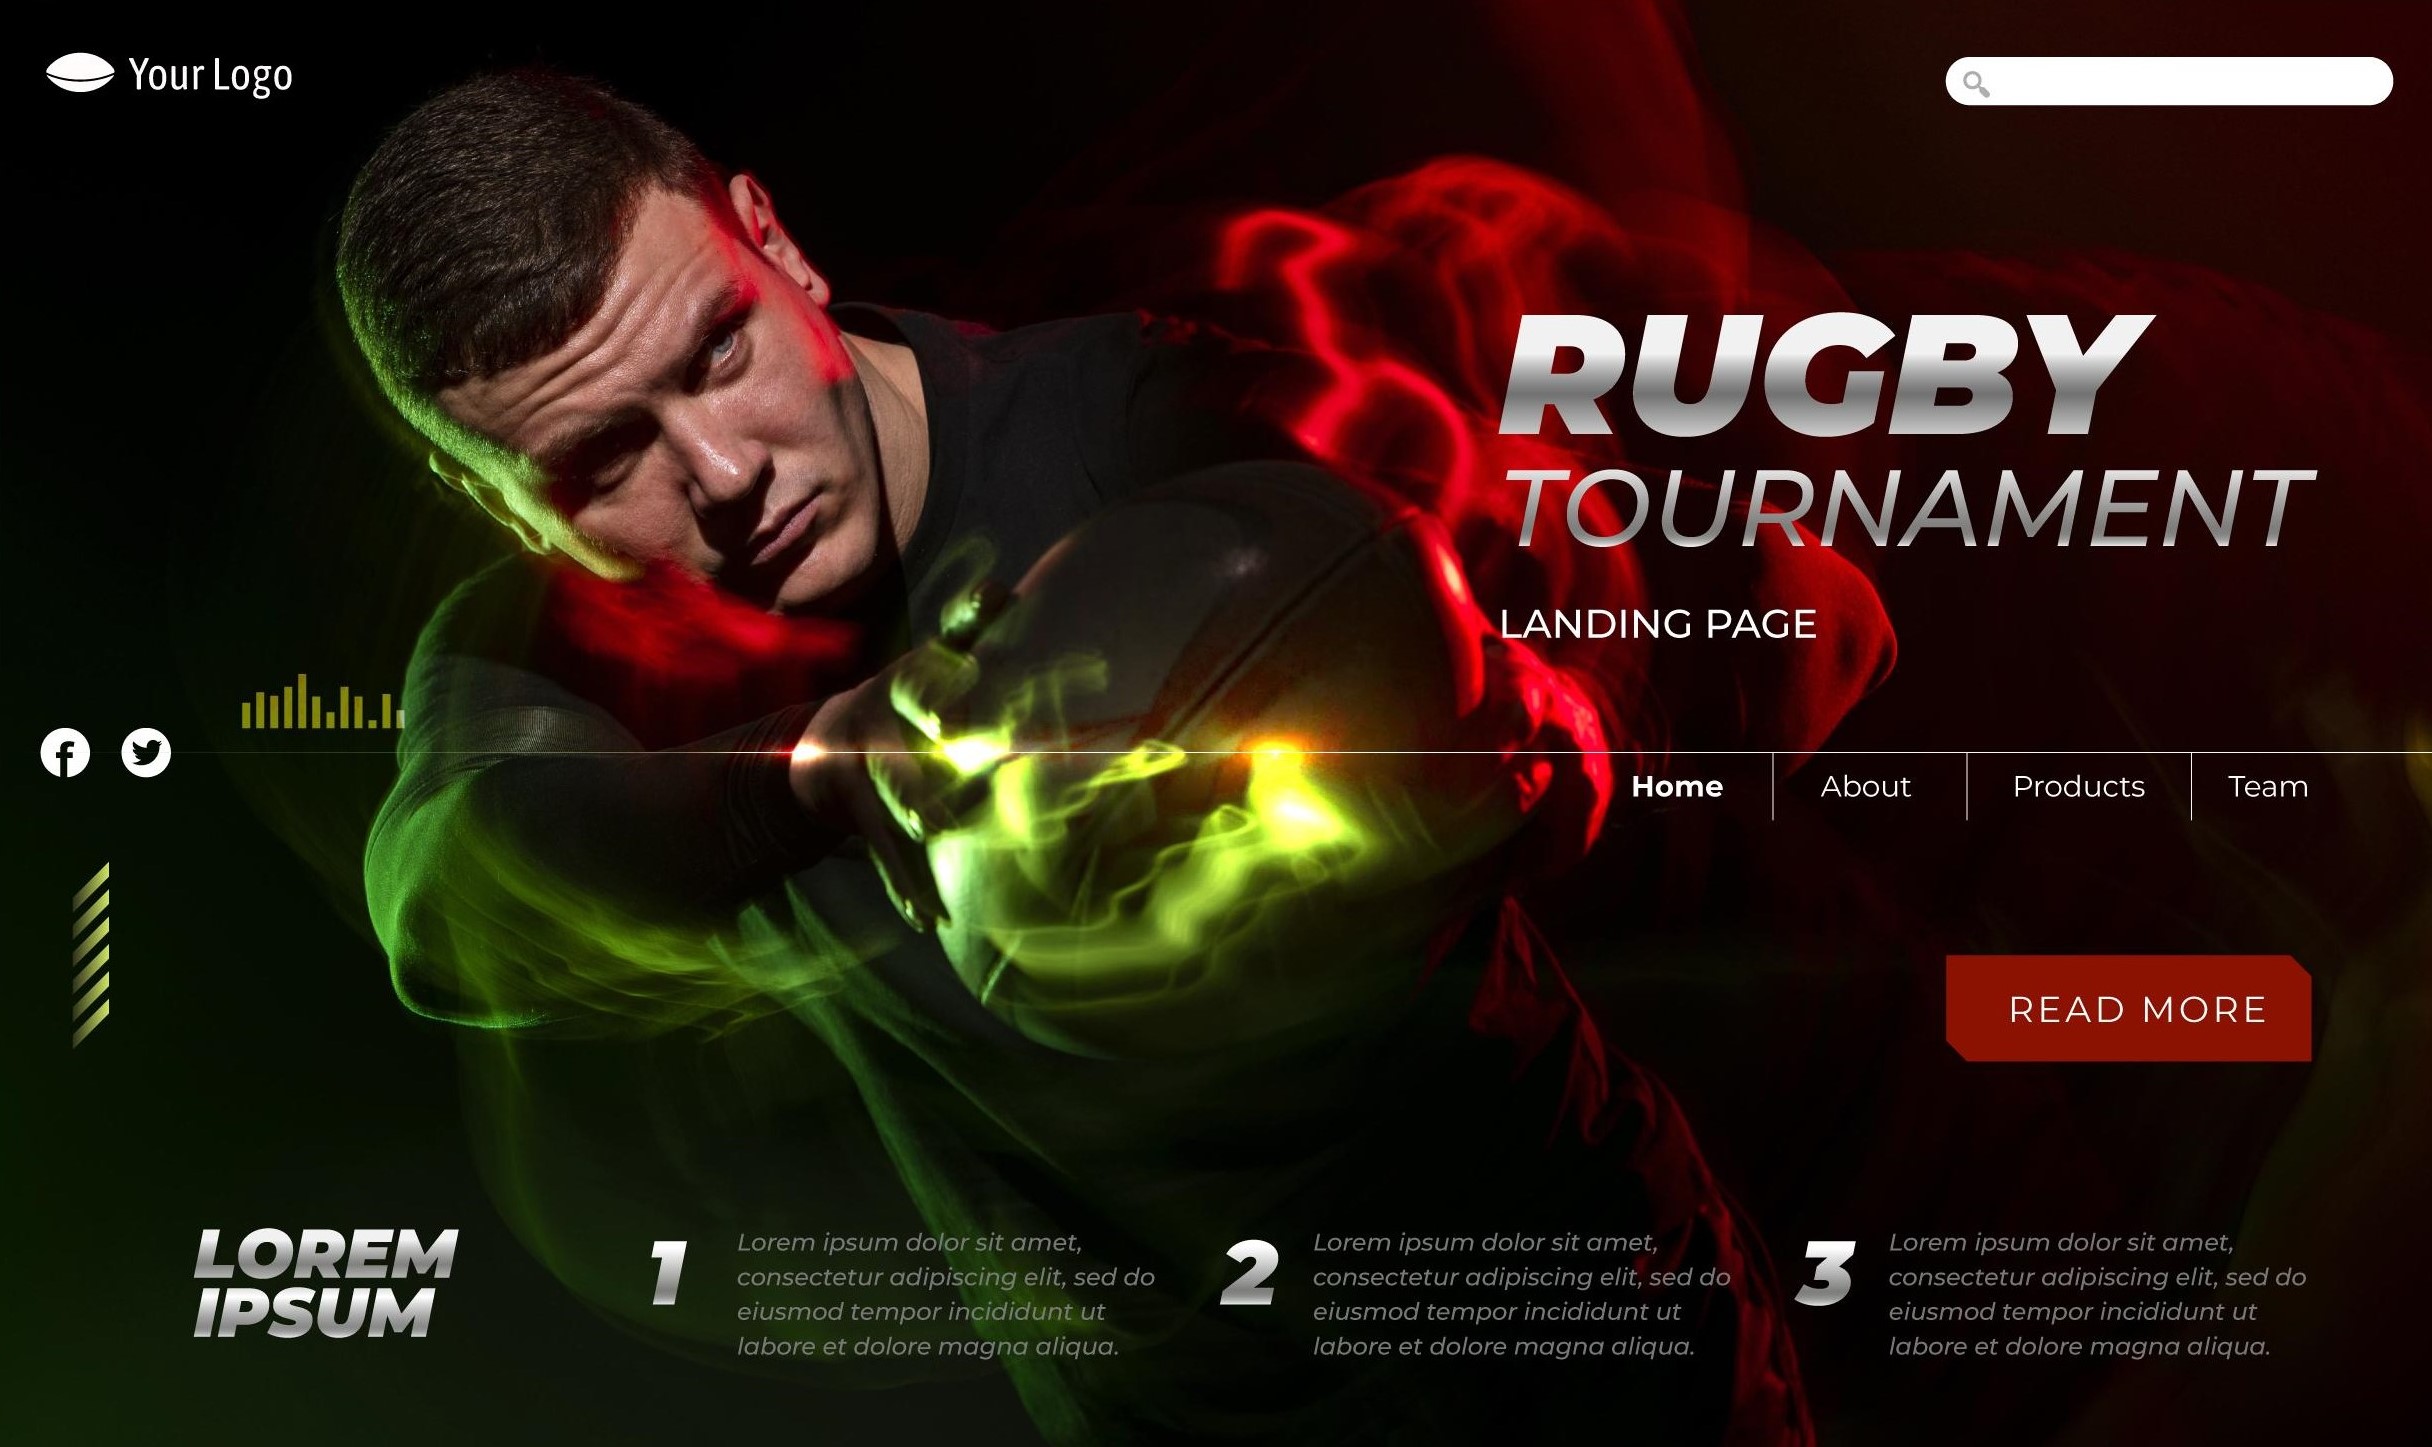 Your Logo
RUGBY
TOURNAMENT
LANDING PAGE
Home
About
Products
Team
READ MORE
LOREM
IPSUM
1
Lorem ipsum dolor sit amet,
consectetur adipiscing elit, sed do
eiusmod tempor incididunt ut
labore et dolore magna aliqua.
2
Lorem ipsum dolor sit amet,
consectetur adipiscing elit, sed do
eiusmod tempor incididunt ut
labore et dolore magna aliqua.
3
Lorem ipsum dolor sit amet,
consectetur adipiscing elit, sed do
eiusmod tempor incididunt ut
labore et dolore magna aliqua.